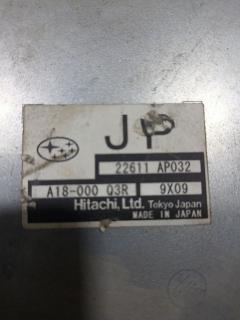 JP
22611 AP032
A18-000 Q3R 9X09
Hitachi, Ltd. Tokyo Japan
MADE IN JAPAN